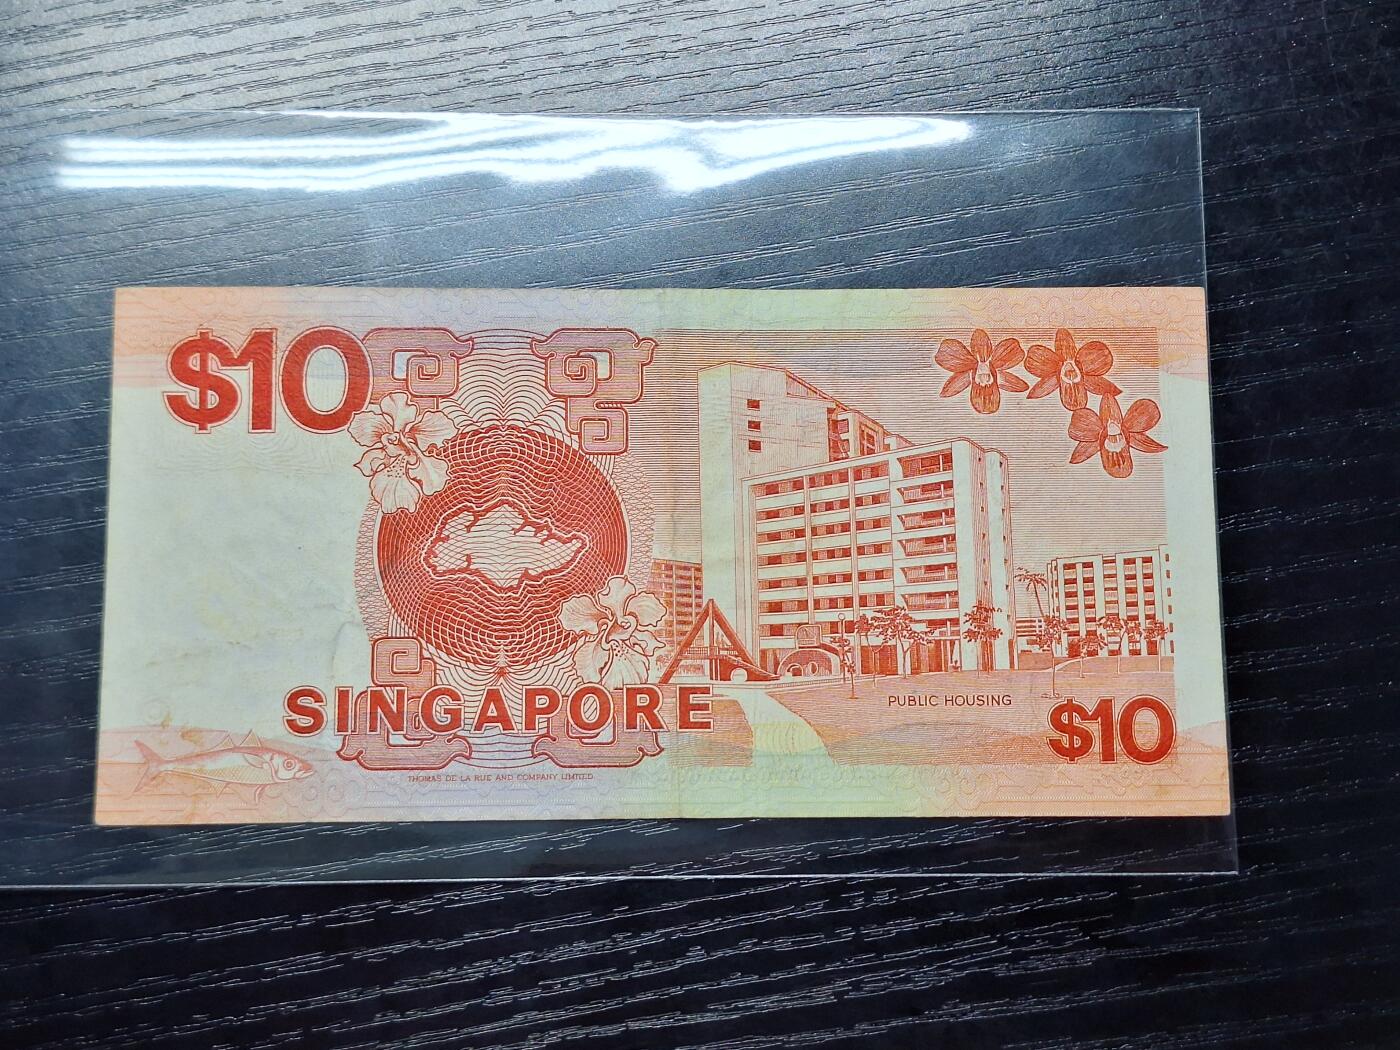 $10
SINGAPORE
THOMAS DE LA RUE AND COMPANY LIMITED
PUBLIC HOUSING
$10